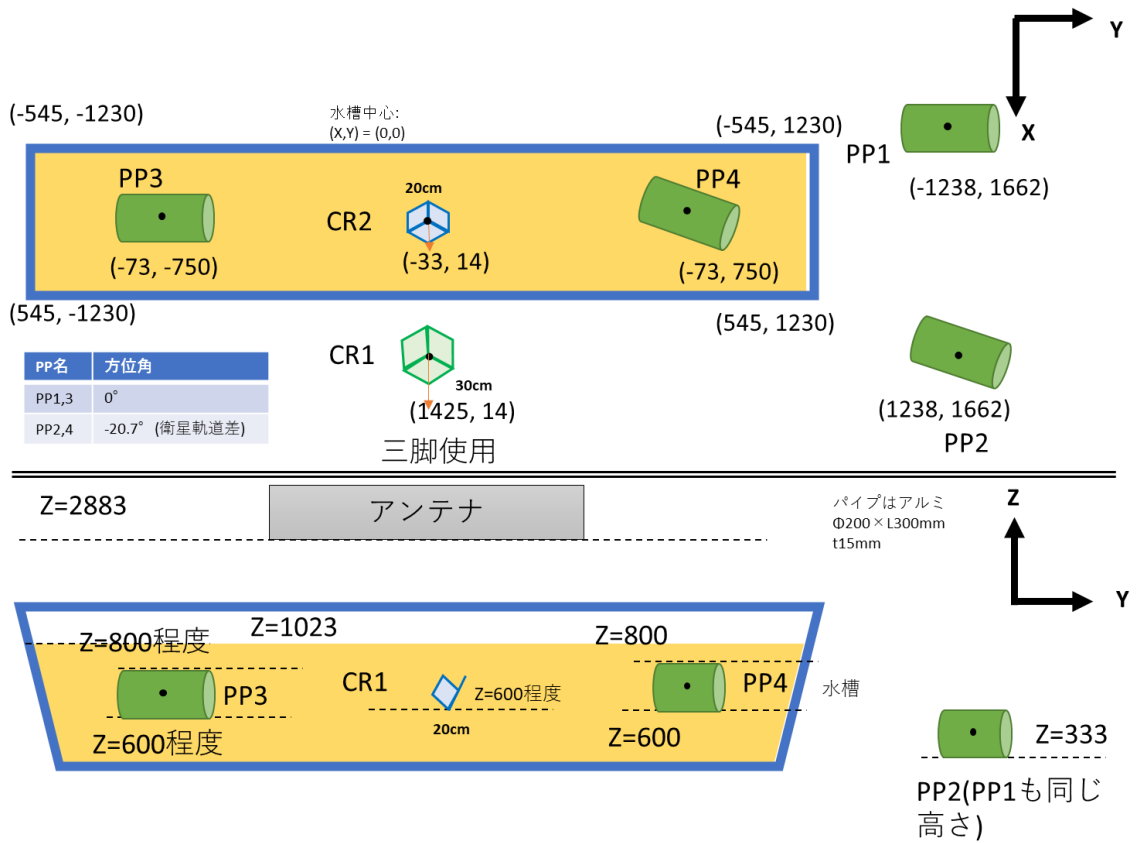 Y
X
(-545, -1230)
水槽中心:
(X,Y) = (0,0)
(-545, 1230)
PP1
(-1238, 1662)
PP3
(-73, -750)
20cm
CR2
(-33, 14)
PP4
(-73, 750)
(545, -1230)
(545, 1230)
CR1
30cm
(1425, 14)
三脚使用
(1238, 1662)
PP2
PP名 方位角
PP1,3 0°
PP2,4 -20.7° (衛星軌道差)
Z=2883
アンテナ
パイプはアルミ
Φ200×L300mm
t15mm
Z
Y
Z=800程度
Z=1023
Z=800
PP3
CR1
Z=600程度
20cm
PP4
水槽
Z=600程度
Z=600
Z=333
PP2(PP1も同じ
高さ)